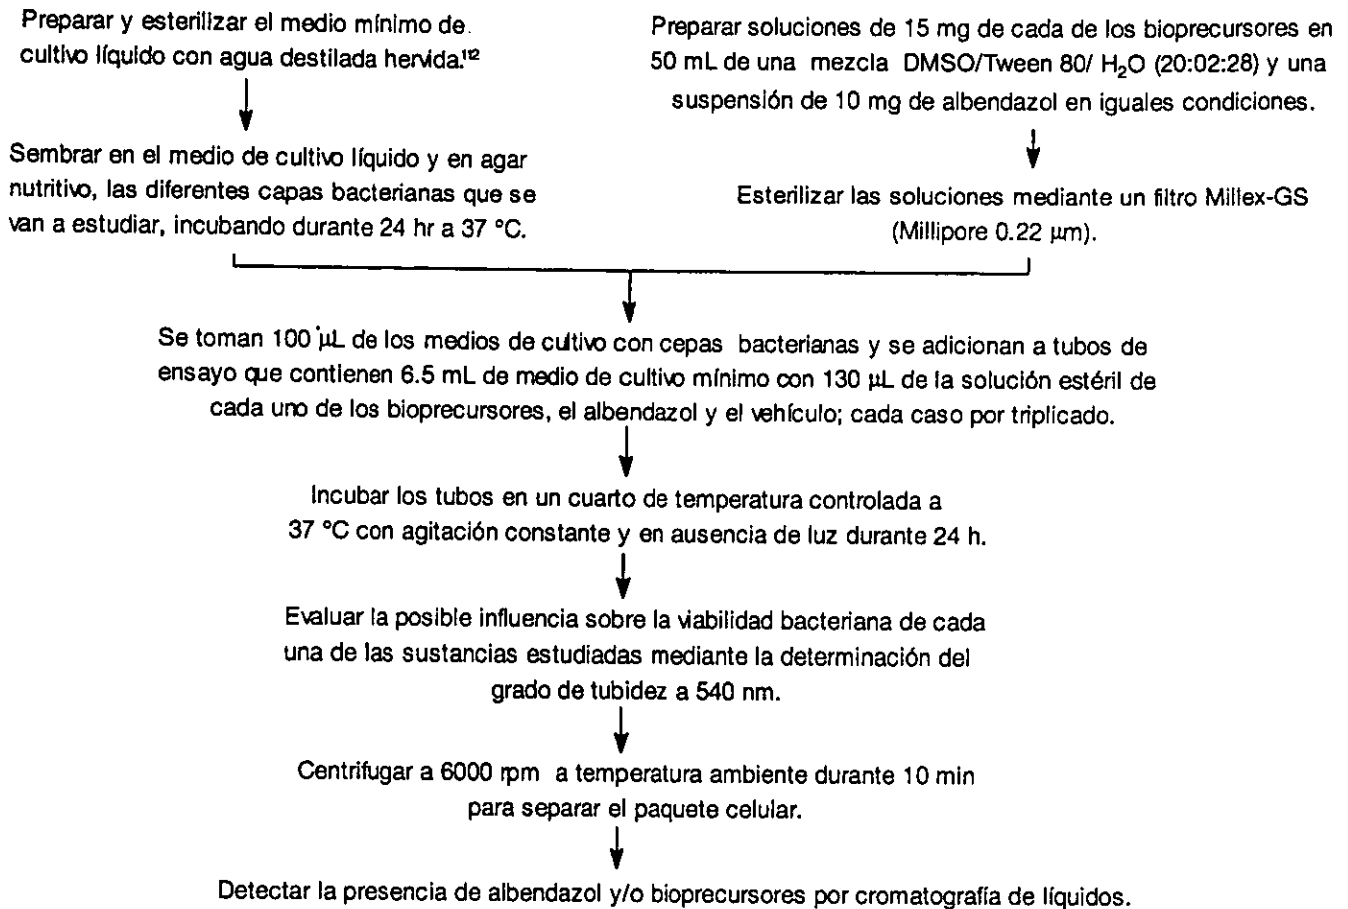 Preparar y esterilizar el medio mínimo de
cultivo líquido con agua destilada hervida.¹¹²
Preparar soluciones de 15 mg de cada de los bioprecursores en
50 mL de una mezcla DMSO/Tween 80/ H₂O (20:02:28) y una
suspensión de 10 mg de albendazol en iguales condiciones.
Sembrar en el medio de cultivo líquido y en agar
nutritivo, las diferentes capas bacterianas que se
van a estudiar, incubando durante 24 hr a 37 °C.
Esterilizar las soluciones mediante un filtro Millex-GS
(Millipore 0.22 µm).
Se toman 100 µL de los medios de cultivo con cepas bacterianas y se adicionan a tubos de
ensayo que contienen 6.5 mL de medio de cultivo mínimo con 130 µL de la solución estéril de
cada uno de los bioprecursores, el albendazol y el vehículo; cada caso por triplicado.
Incubar los tubos en un cuarto de temperatura controlada a
37 °C con agitación constante y en ausencia de luz durante 24 h.
Evaluar la posible influencia sobre la viabilidad bacteriana de cada
una de las sustancias estudiadas mediante la determinación del
grado de tubidez a 540 nm.
Centrifugar a 6000 rpm a temperatura ambiente durante 10 min
para separar el paquete celular.
Detectar la presencia de albendazol y/o bioprecursores por cromatografía de líquidos.